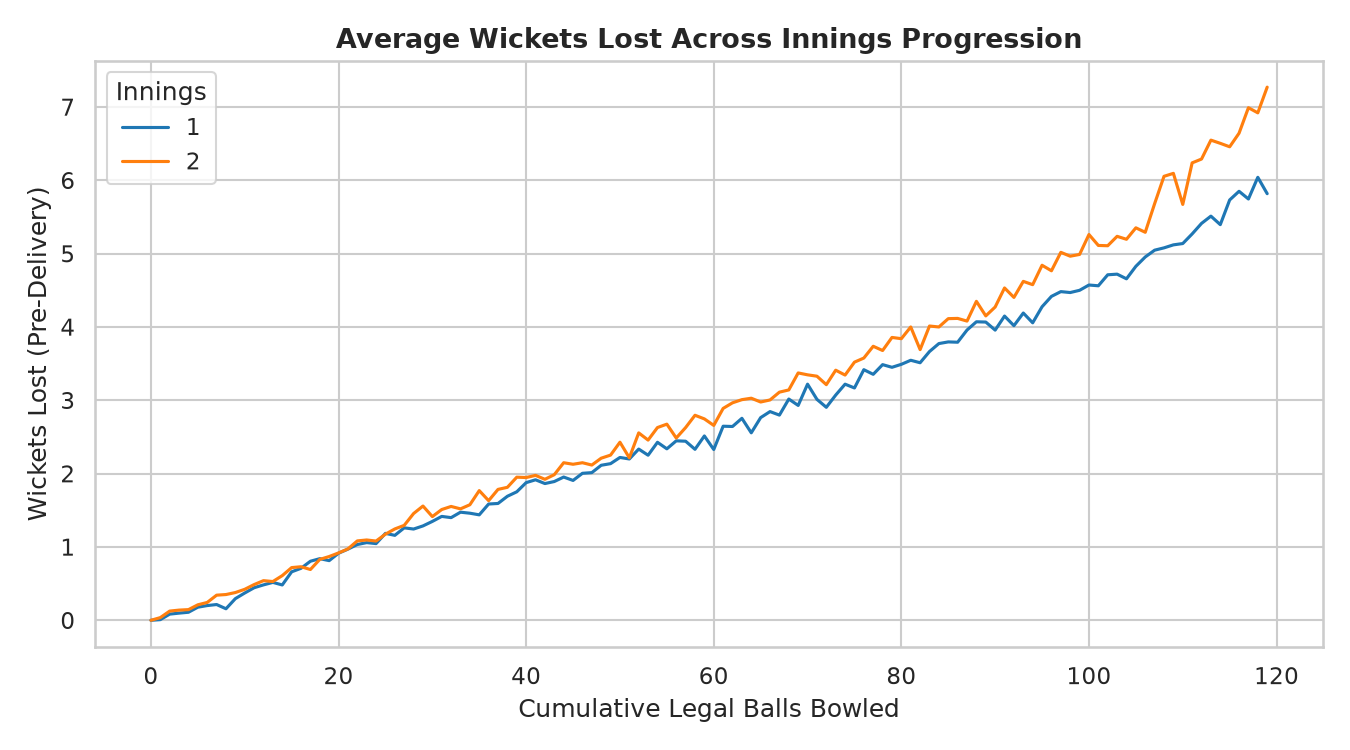 Average Wickets Lost Across Innings Progression
Innings
1
2
Wickets Lost (Pre-Delivery)
7
6
5
4
3
2
1
0
0 20 40 60 80 100 120
Cumulative Legal Balls Bowled